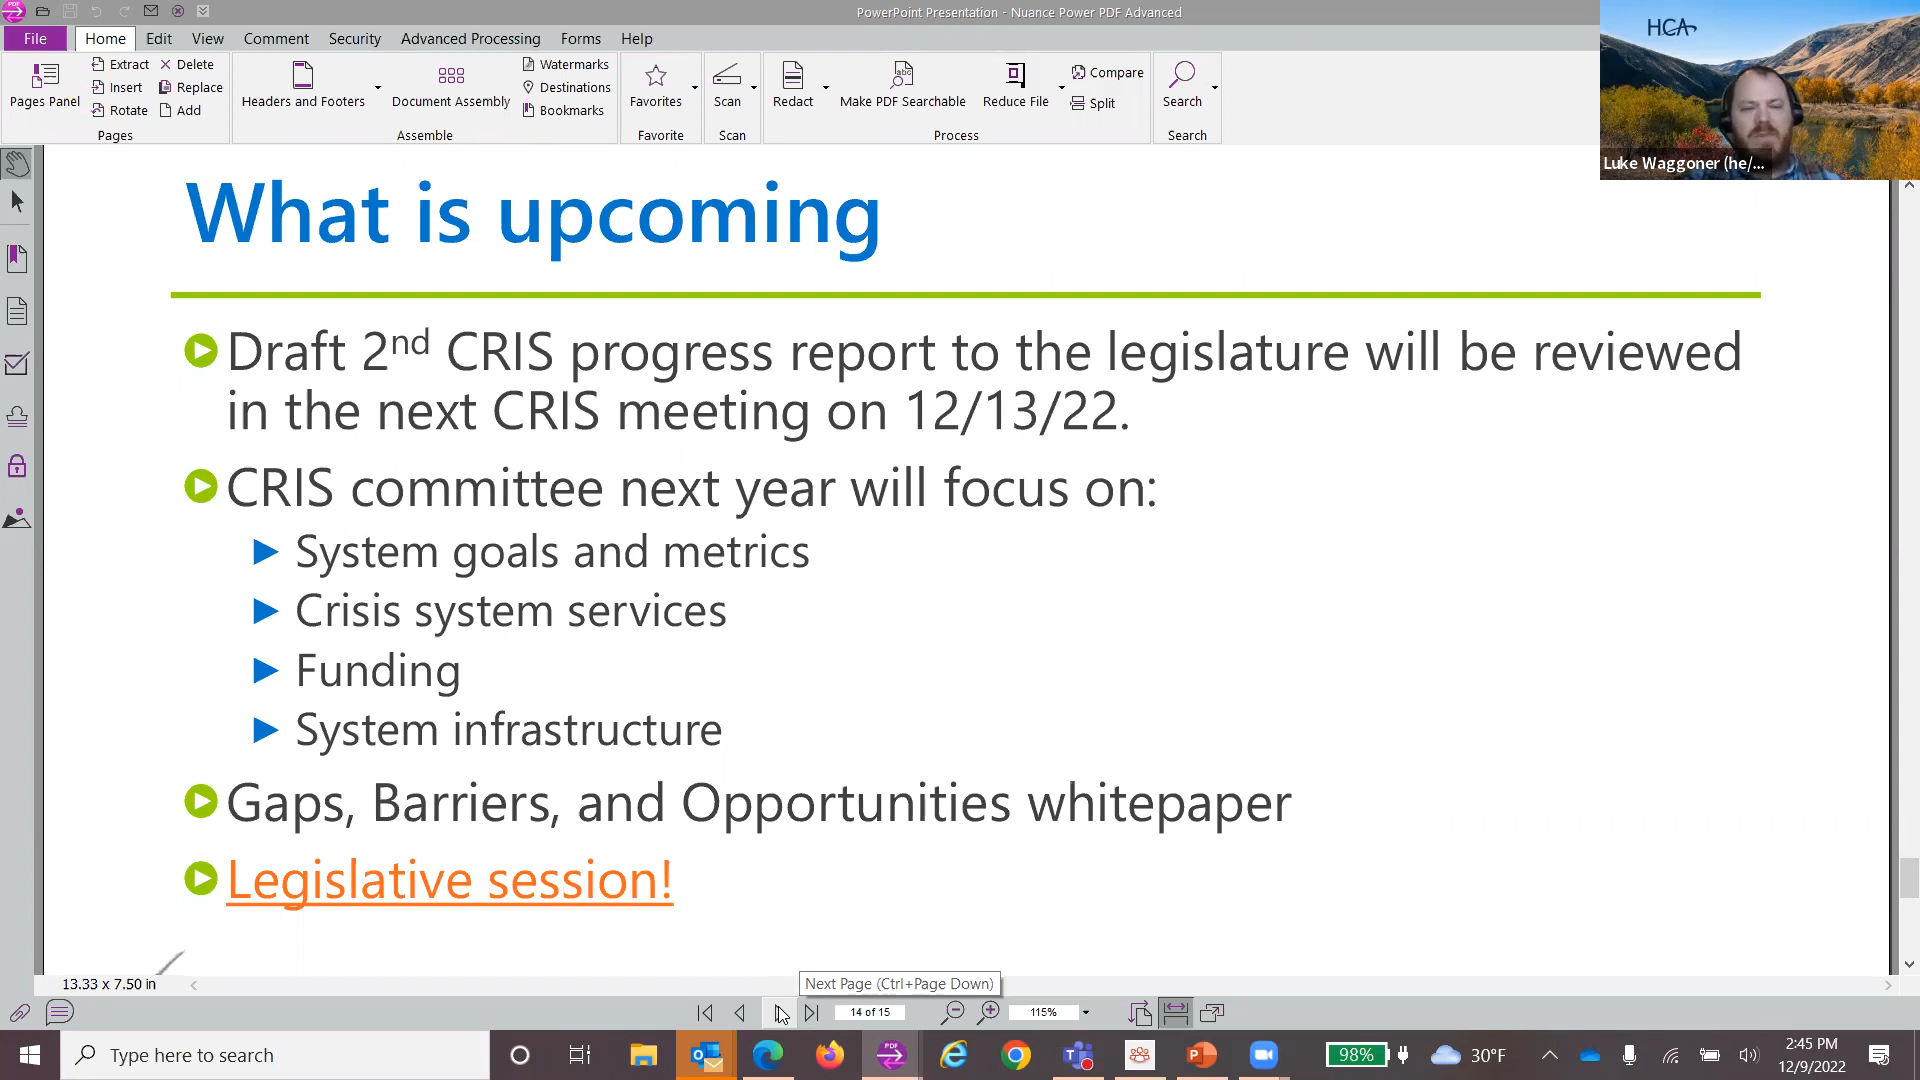 PowerPoint Presentation - Nuance Power PDF Advanced
File Home Edit View Comment Security Advanced Processing Forms Help
Pages Panel
Extract Delete
Insert Replace
Rotate Add
Pages
Headers and Footers
Document Assembly
Watermarks
Destinations
Bookmarks
Assemble
Favorites
Favorite
Scan
Scan
Redact
Make PDF Searchable
Reduce File
Compare
Split
Process
Search
Search
HCA
Luke Waggoner (he/...
What is upcoming
Draft 2nd CRIS progress report to the legislature will be reviewed
in the next CRIS meeting on 12/13/22.
CRIS committee next year will focus on:
System goals and metrics
Crisis system services
Funding
System infrastructure
Gaps, Barriers, and Opportunities whitepaper
Legislative session!
13.33 x 7.50 in
Next Page (Ctrl+Page Down)
14 of 15
115%
Type here to search
98%
30°F
2:45 PM
12/9/2022